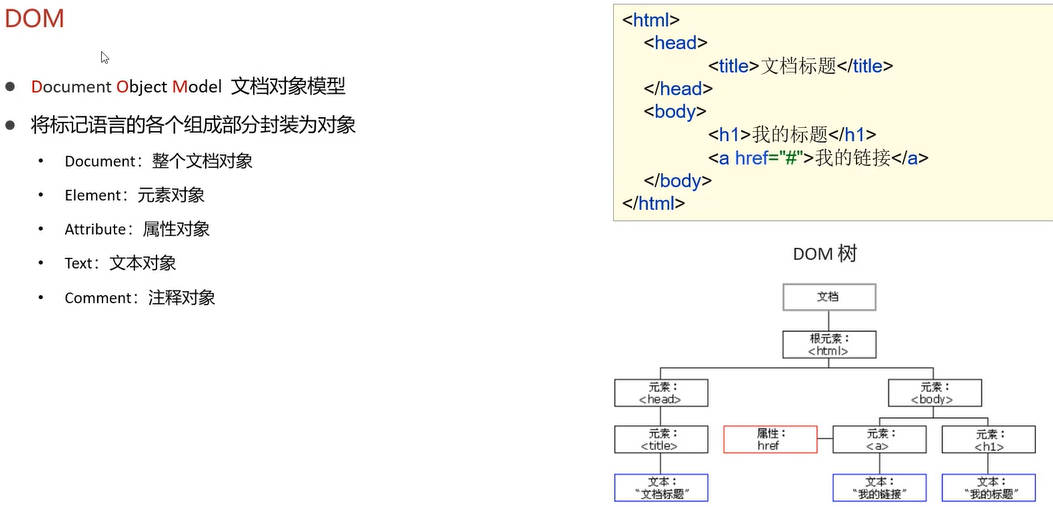 DOM
Document Object Model 文档对象模型
将标记语言的各个组成部分封装为对象
Document：整个文档对象
Element：元素对象
Attribute：属性对象
Text：文本对象
Comment：注释对象
<html>
<head>
<title>文档标题</title>
</head>
<body>
<h1>我的标题</h1>
<a href="#">我的链接</a>
</body>
</html>
DOM 树
文档
根元素：
<html>
元素：
<head>
元素：
<body>
元素：
<title>
属性：
href
元素：
<a>
元素：
<h1>
文本：
“文档标题”
文本：
“我的链接”
文本：
“我的标题”